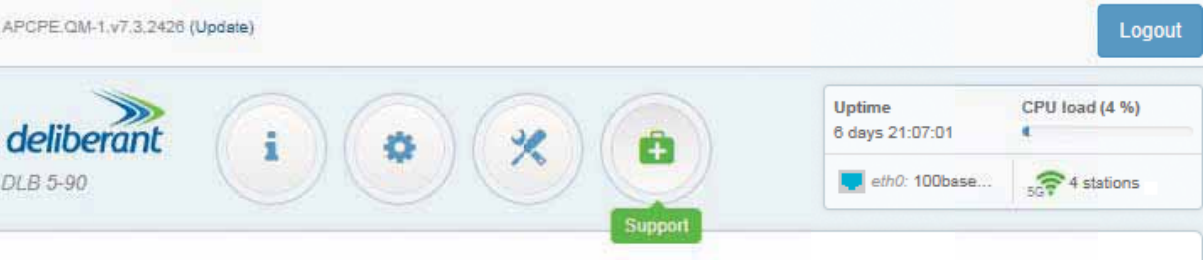 APCPE.QM-1.v7.3.2426 (Update)
Logout
deliberant
DLB 5-90
Support
Uptime
6 days 21:07:01
CPU load (4 %)
eth0: 100base...
5G 4 stations